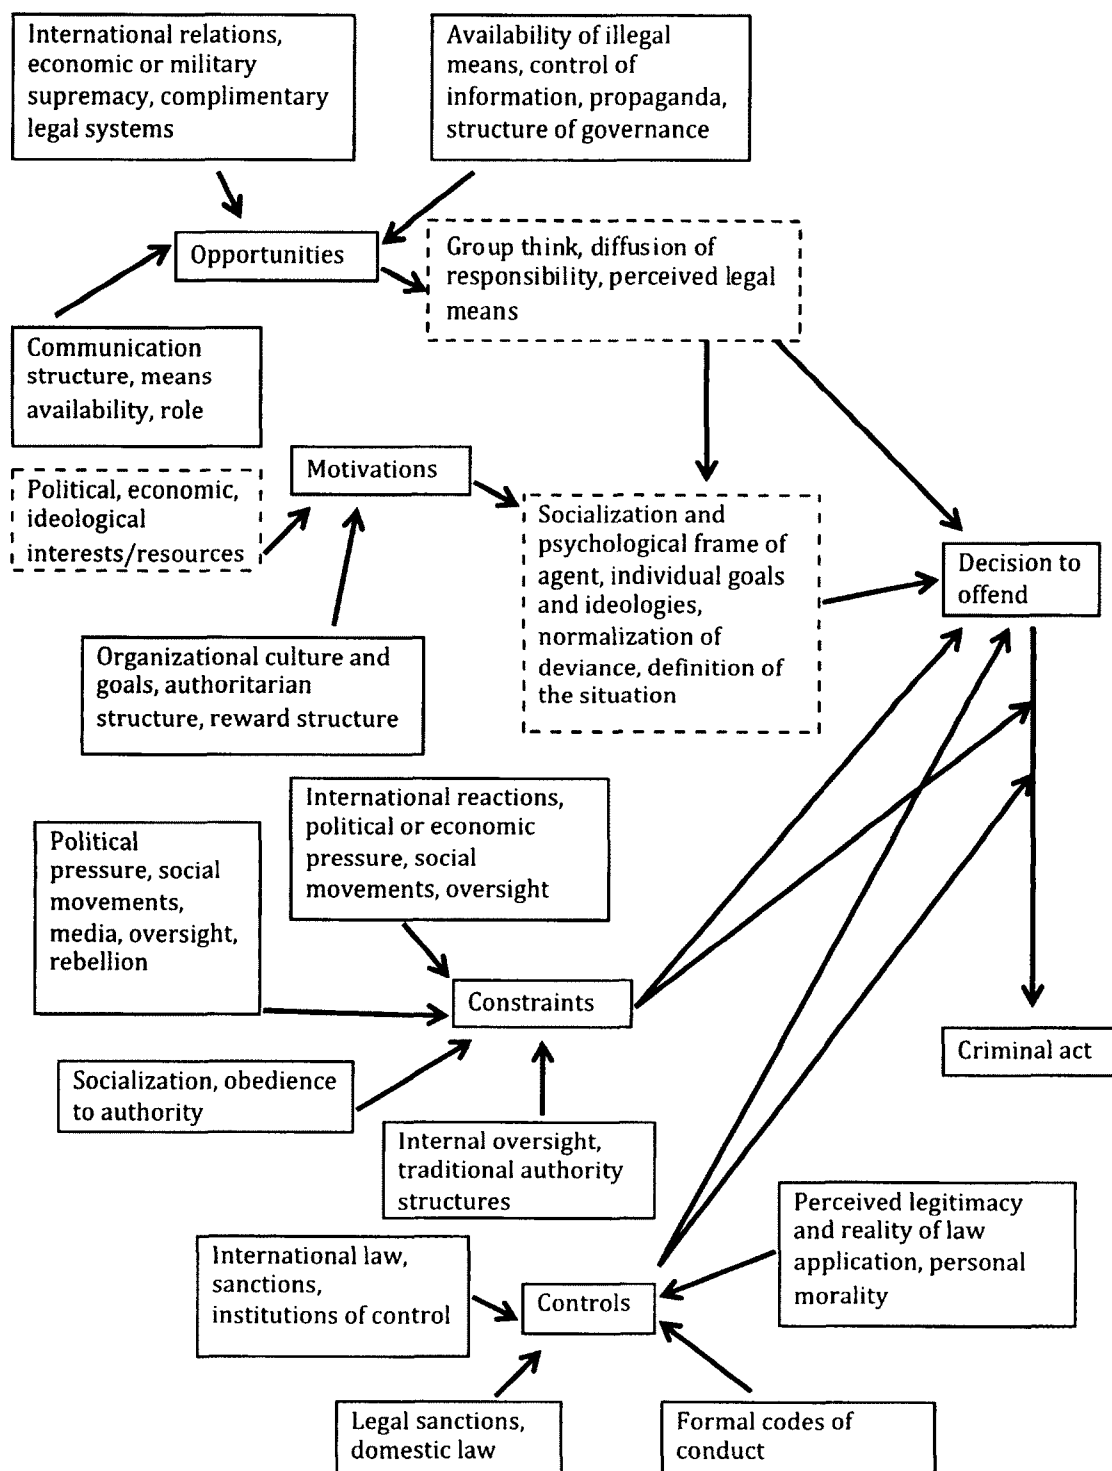 International relations,
economic or military
supremacy, complimentary
legal systems
Availability of illegal
means, control of
information, propaganda,
structure of governance
Opportunities
Group think, diffusion of
responsibility, perceived legal
means
Communication
structure, means
availability, role
Motivations
Political, economic,
ideological
interests/resources
Socialization and
psychological frame of
agent, individual goals
and ideologies,
normalization of
deviance, definition of
the situation
Decision to
offend
Organizational culture and
goals, authoritarian
structure, reward structure
International reactions,
political or economic
pressure, social
movements, oversight
Political
pressure, social
movements,
media, oversight,
rebellion
Constraints
Criminal act
Socialization, obedience
to authority
Internal oversight,
traditional authority
structures
Perceived legitimacy
and reality of law
application, personal
morality
International law,
sanctions,
institutions of control
Controls
Legal sanctions,
domestic law
Formal codes of
conduct